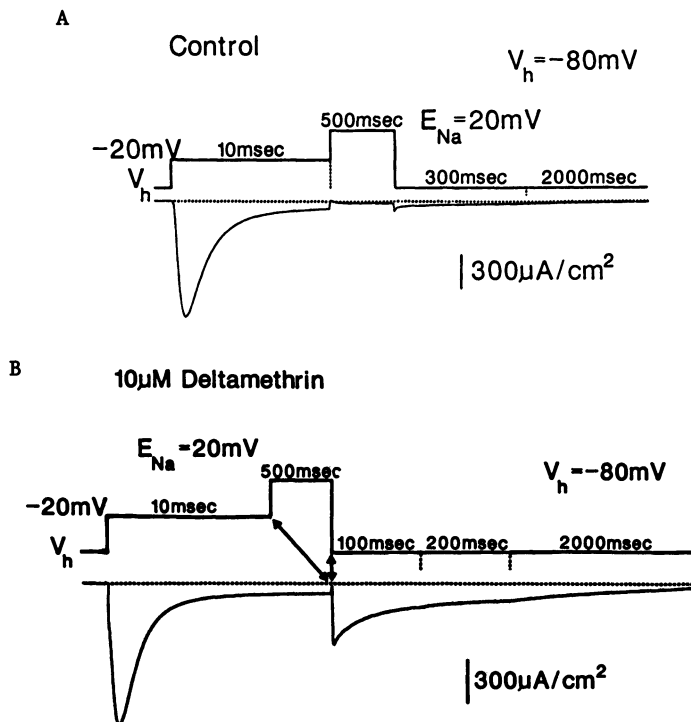 A
Control
V_h = -80mV
500msec E_Na = 20mV
-20mV 10msec
V_h 300msec 2000msec
300µA/cm²
B
10µM Deltamethrin
E_Na = 20mV
500msec V_h = -80mV
-20mV 10msec
V_h 100msec 200msec 2000msec
300µA/cm²